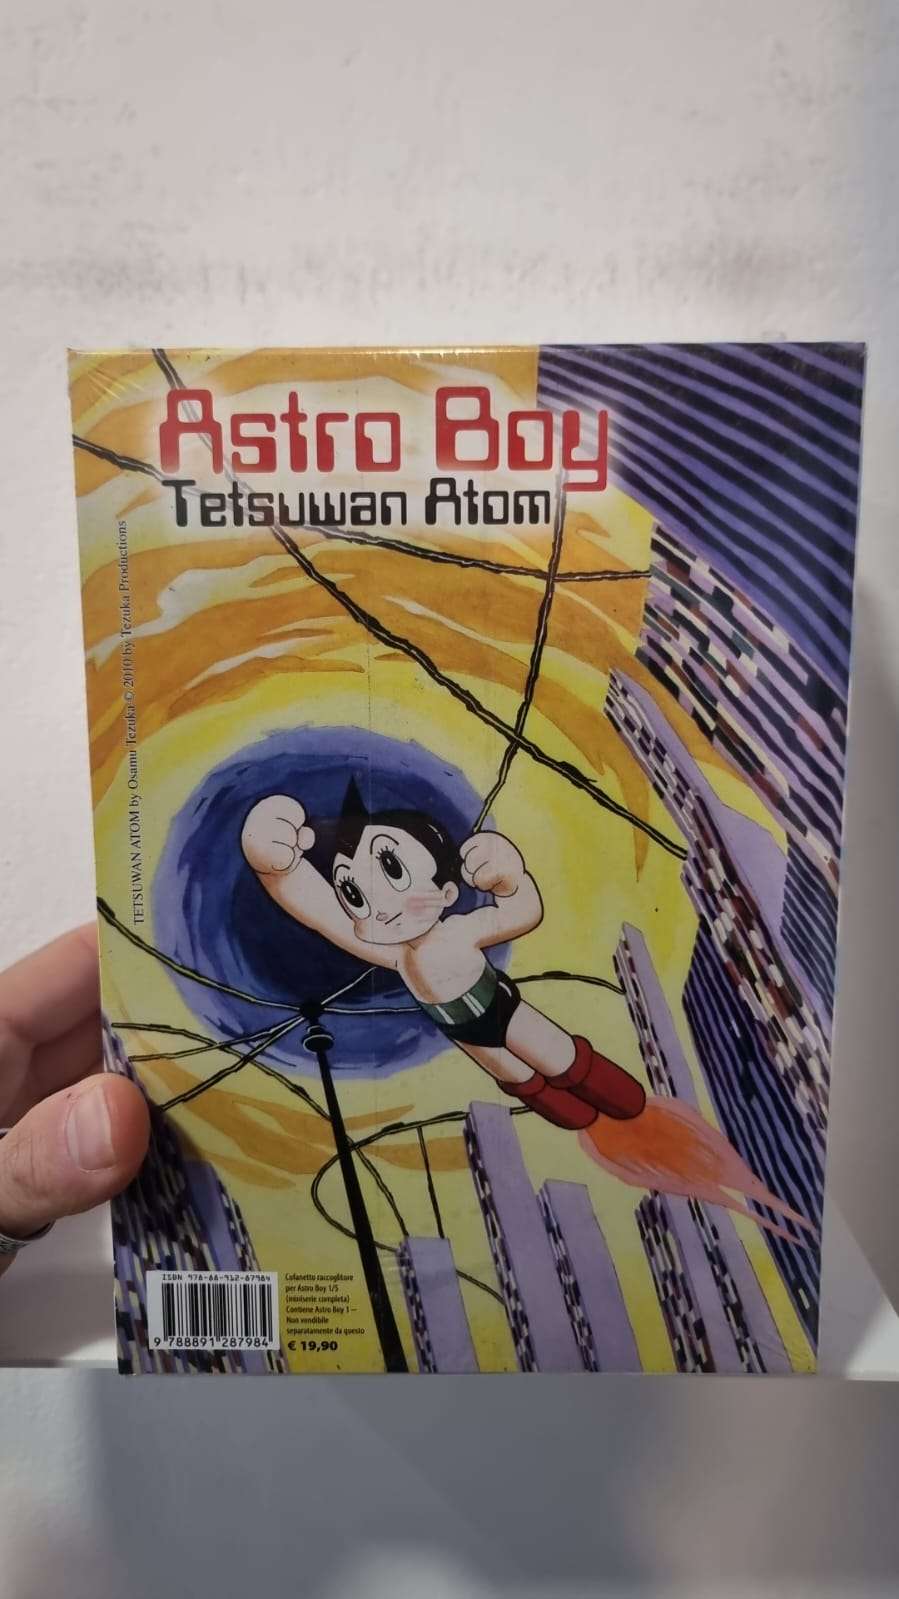 Astro Boy
Tetsuwan Atom
TETSUWAN ATOM by Osamu Tezuka © 2010 by Tezuka Productions
ISBN 978-88-912-8798-4
9 788891 287984
Cofanetto raccoglitore
per Astro Boy 1/5
(miniserie completa)
Contiene Astro Boy 1 –
Non vendibile
separatamente da questo
€ 19,90